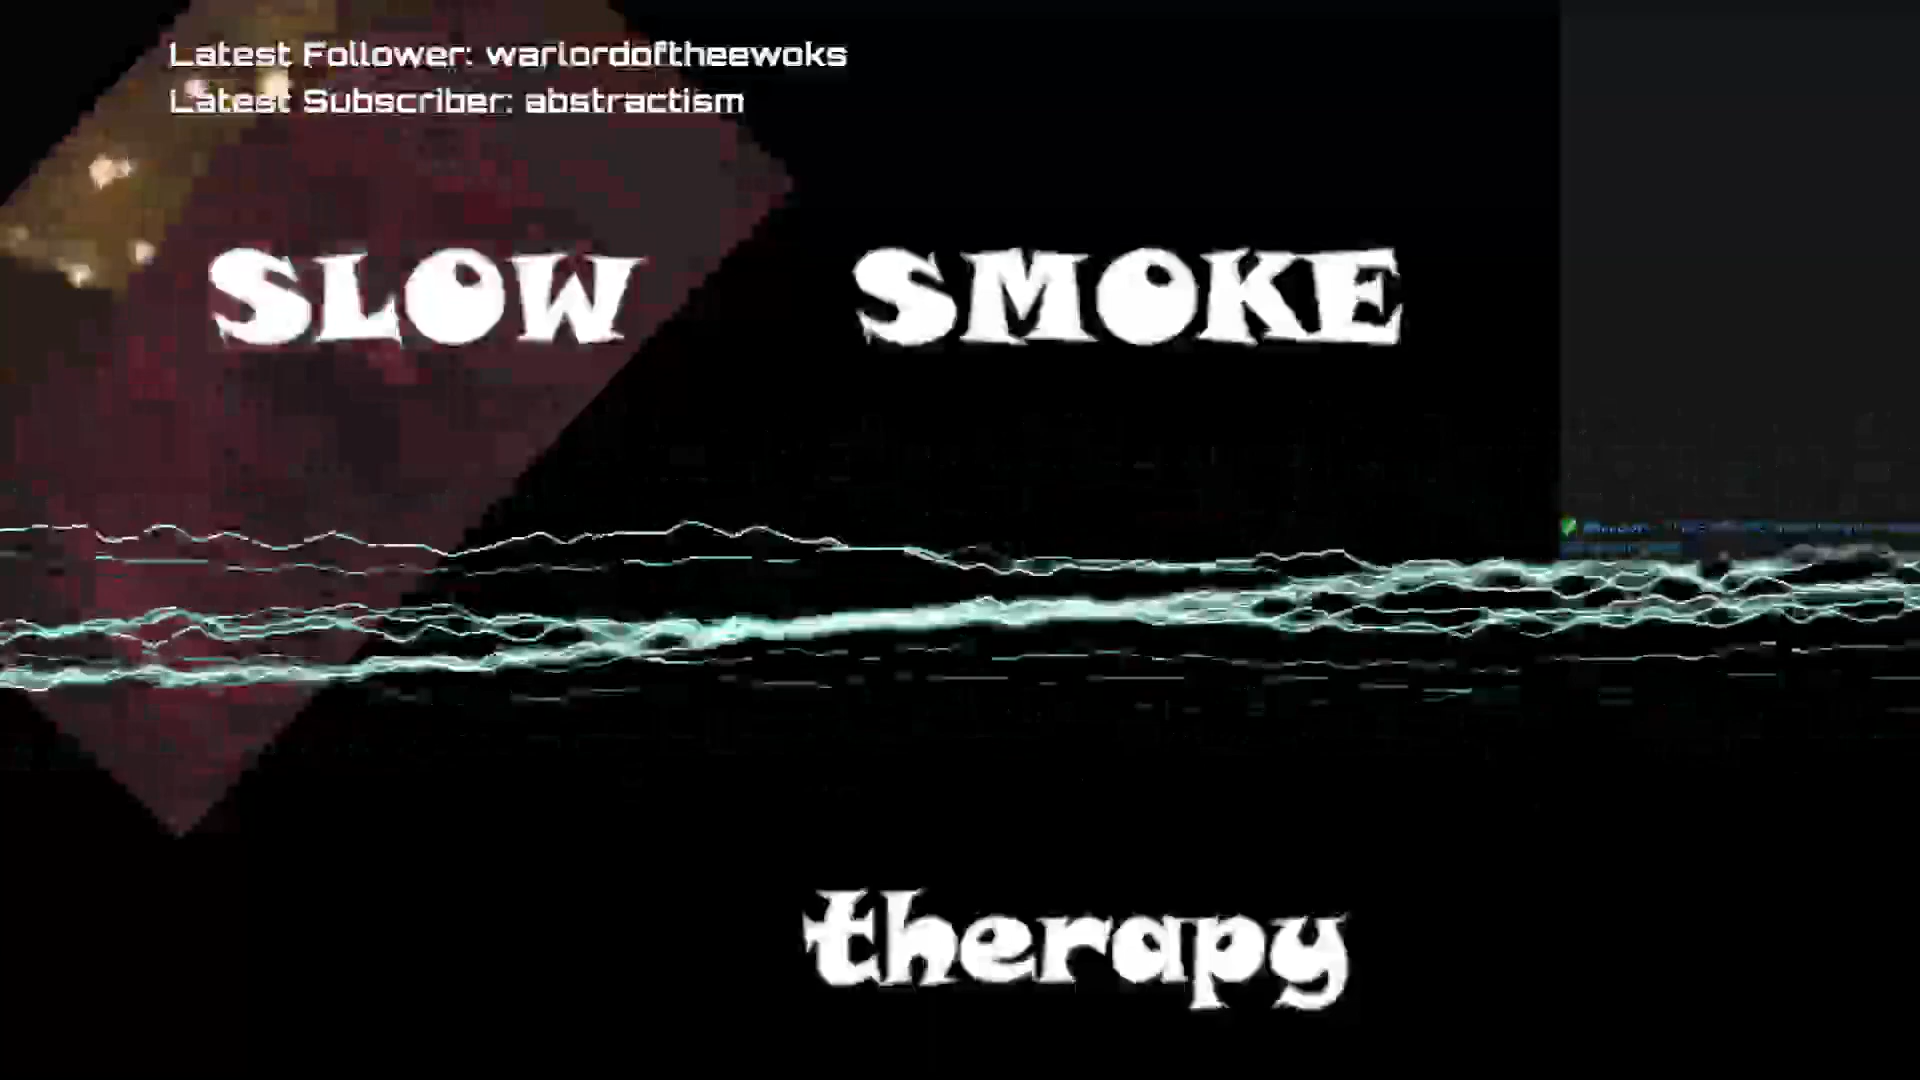 Latest Follower: warlordoftheewoks
Latest Subscriber: abstractism
SLOW SMOKE
therapy